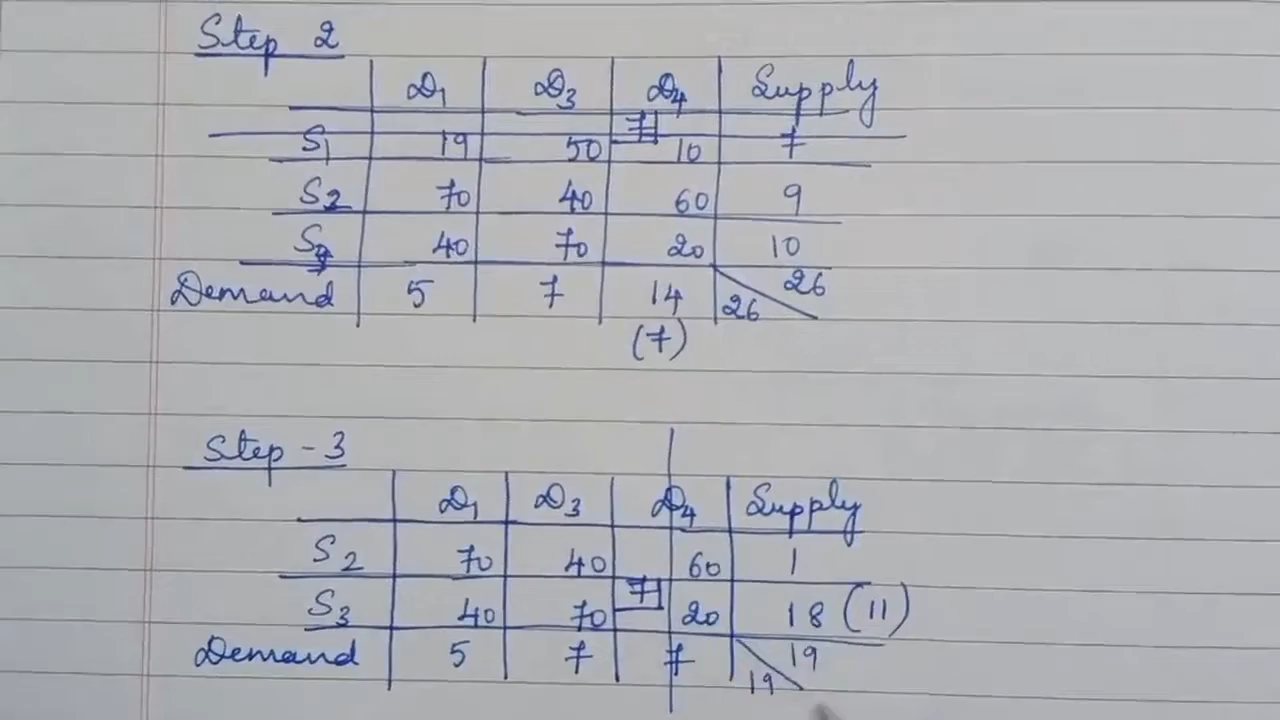 Step 2
D1 D3 D4 Supply
7
S1 19 50 10 7
S2 70 40 60 9
S3 40 70 20 10
26
Demand 5 7 14 26
(7)
Step - 3
D1 D3 D4 Supply
S2 70 40 60 1
7
S3 40 70 20 18 (11)
Demand 5 7 7 19
19